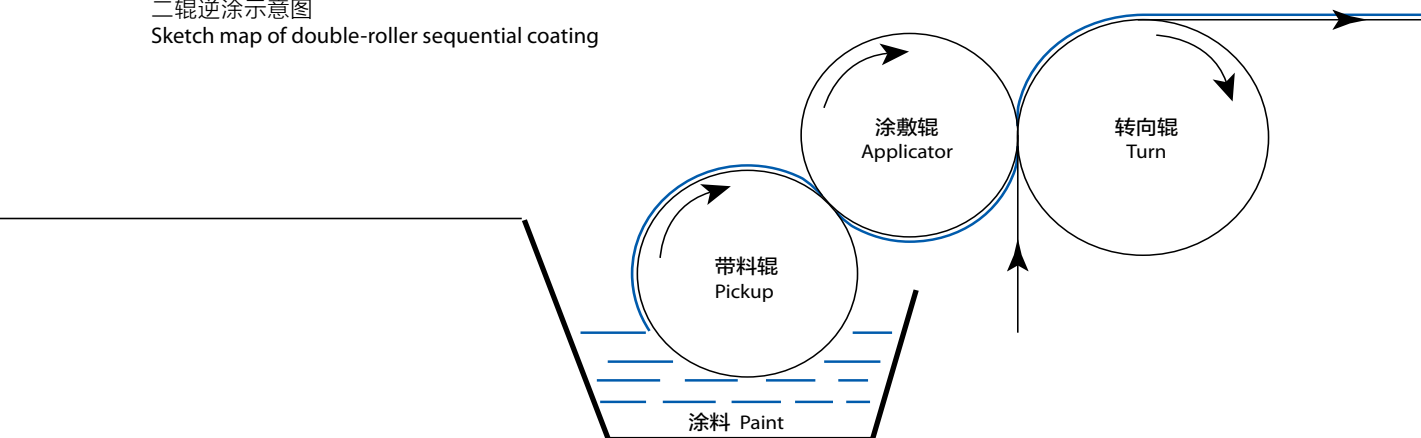 二辊逆涂示意图
Sketch map of double-roller sequential coating
涂敷辊
Applicator
转向辊
Turn
带料辊
Pickup
涂料 Paint